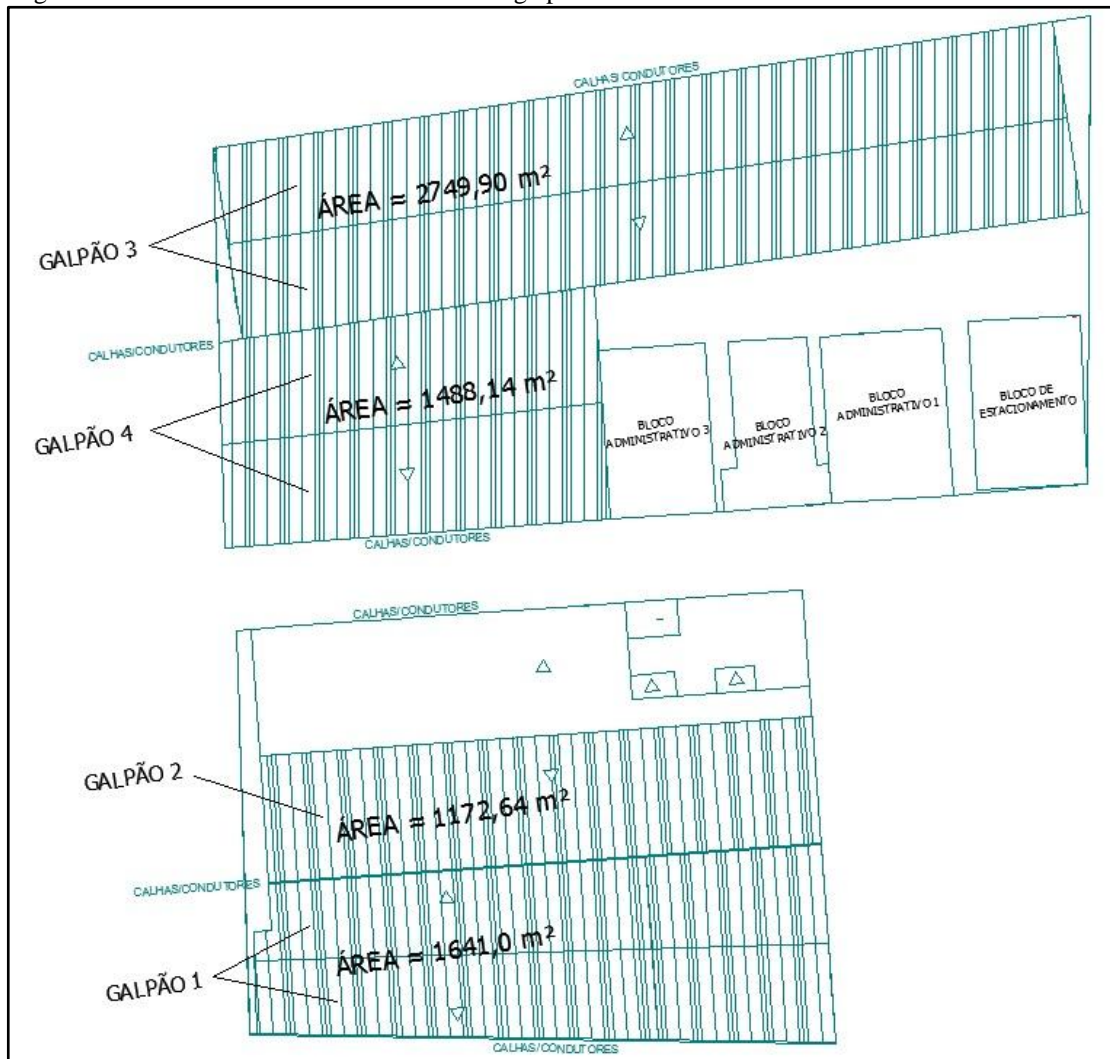 CALHAS/CONDUTORES
ÁREA = 2749,90 m²
GALPÃO 3
CALHAS/CONDUTORES
ÁREA = 1488,14 m²
GALPÃO 4
BLOCO
ADMINISTRATIVO 3
BLOCO
ADMINISTRATIVO 2
BLOCO
ADMINISTRATIVO 1
BLOCO DE
ESTACIONAMENTO
CALHAS/CONDUTORES
CALHAS/CONDUTORES
GALPÃO 2
ÁREA = 1172,64 m²
CALHAS/CONDUTORES
ÁREA = 1641,0 m²
GALPÃO 1
CALHAS/CONDUTORES